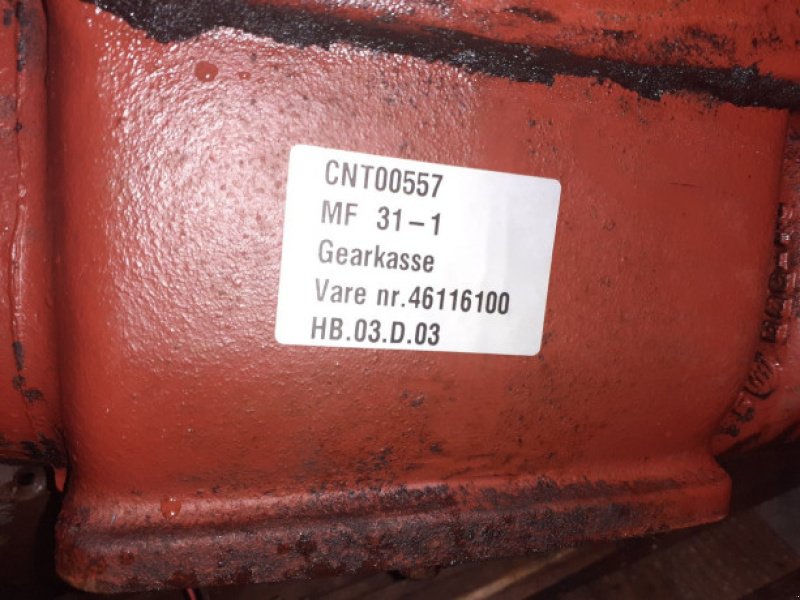 CNT00557
MF 31-1
Gearkasse
Vare nr.46116100
HB.03.D.03